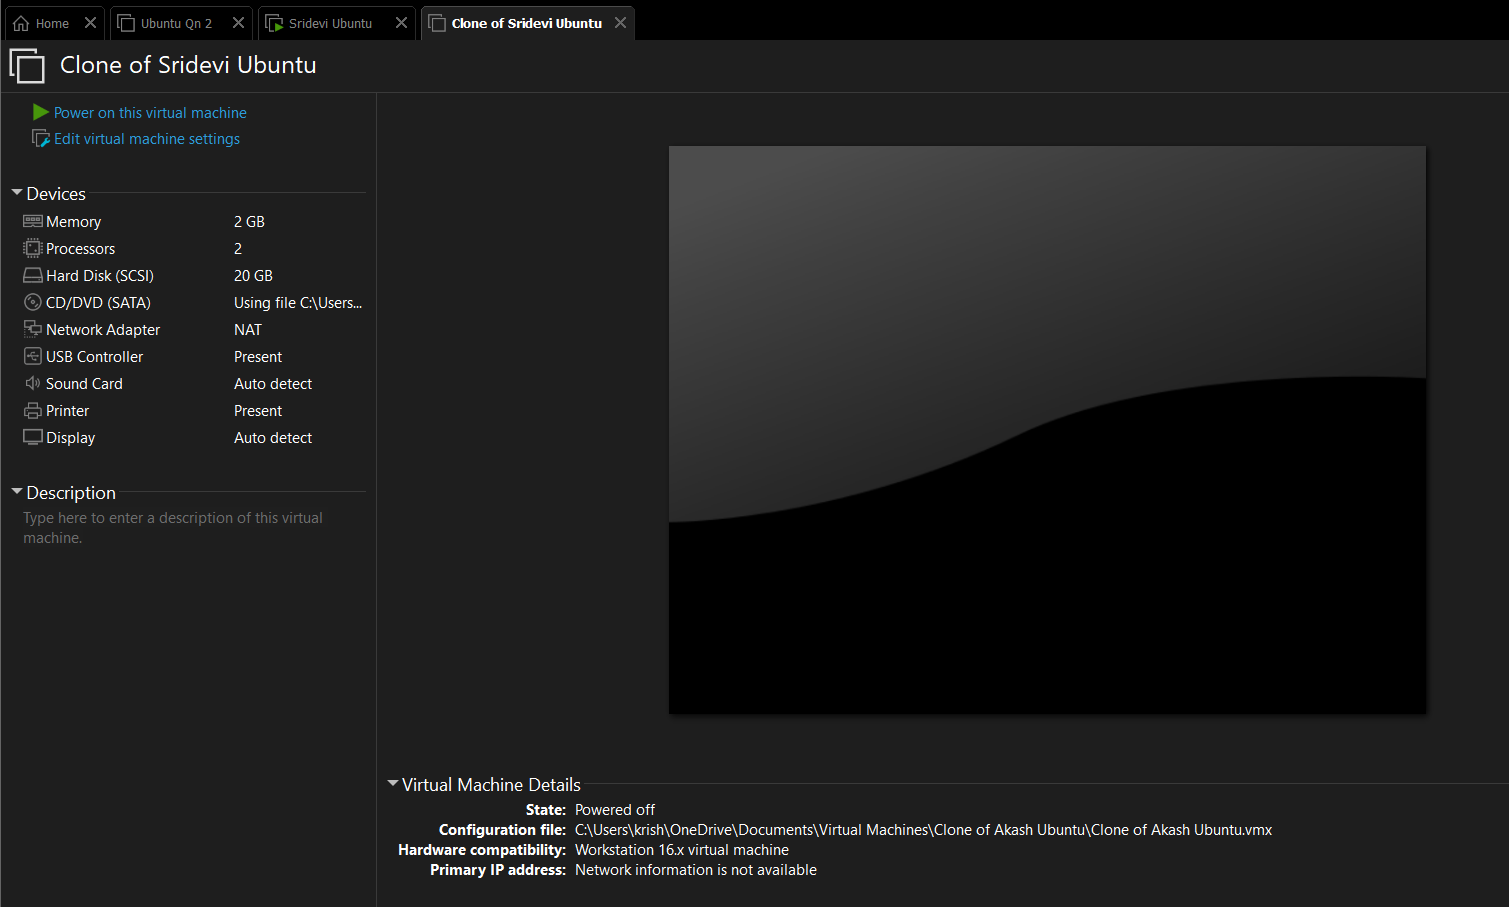 Home
Ubuntu Qn 2
Sridevi Ubuntu
Clone of Sridevi Ubuntu
Clone of Sridevi Ubuntu
Power on this virtual machine
Edit virtual machine settings
Devices
Memory 2 GB
Processors 2
Hard Disk (SCSI) 20 GB
CD/DVD (SATA) Using file C:\Users...
Network Adapter NAT
USB Controller Present
Sound Card Auto detect
Printer Present
Display Auto detect
Description
Type here to enter a description of this virtual
machine.
Virtual Machine Details
State: Powered off
Configuration file: C:\Users\krish\OneDrive\Documents\Virtual Machines\Clone of Akash Ubuntu\Clone of Akash Ubuntu.vmx
Hardware compatibility: Workstation 16.x virtual machine
Primary IP address: Network information is not available